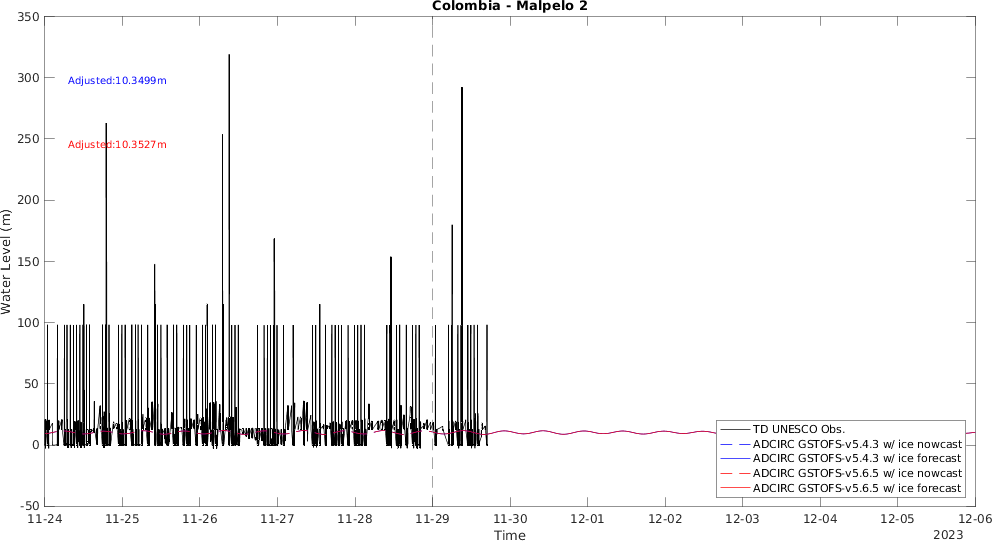 Colombia - Malpelo 2
350
300
250
200
150
100
50
0
-50
Water Level (m)
Adjusted:10.3499m
Adjusted:10.3527m
TD UNESCO Obs.
ADCIRC GSTOFS-v5.4.3 w/ ice nowcast
ADCIRC GSTOFS-v5.4.3 w/ ice forecast
ADCIRC GSTOFS-v5.6.5 w/ ice nowcast
ADCIRC GSTOFS-v5.6.5 w/ ice forecast
11-24 11-25 11-26 11-27 11-28 11-29 11-30 12-01 12-02 12-03 12-04 12-05 12-06
Time
2023